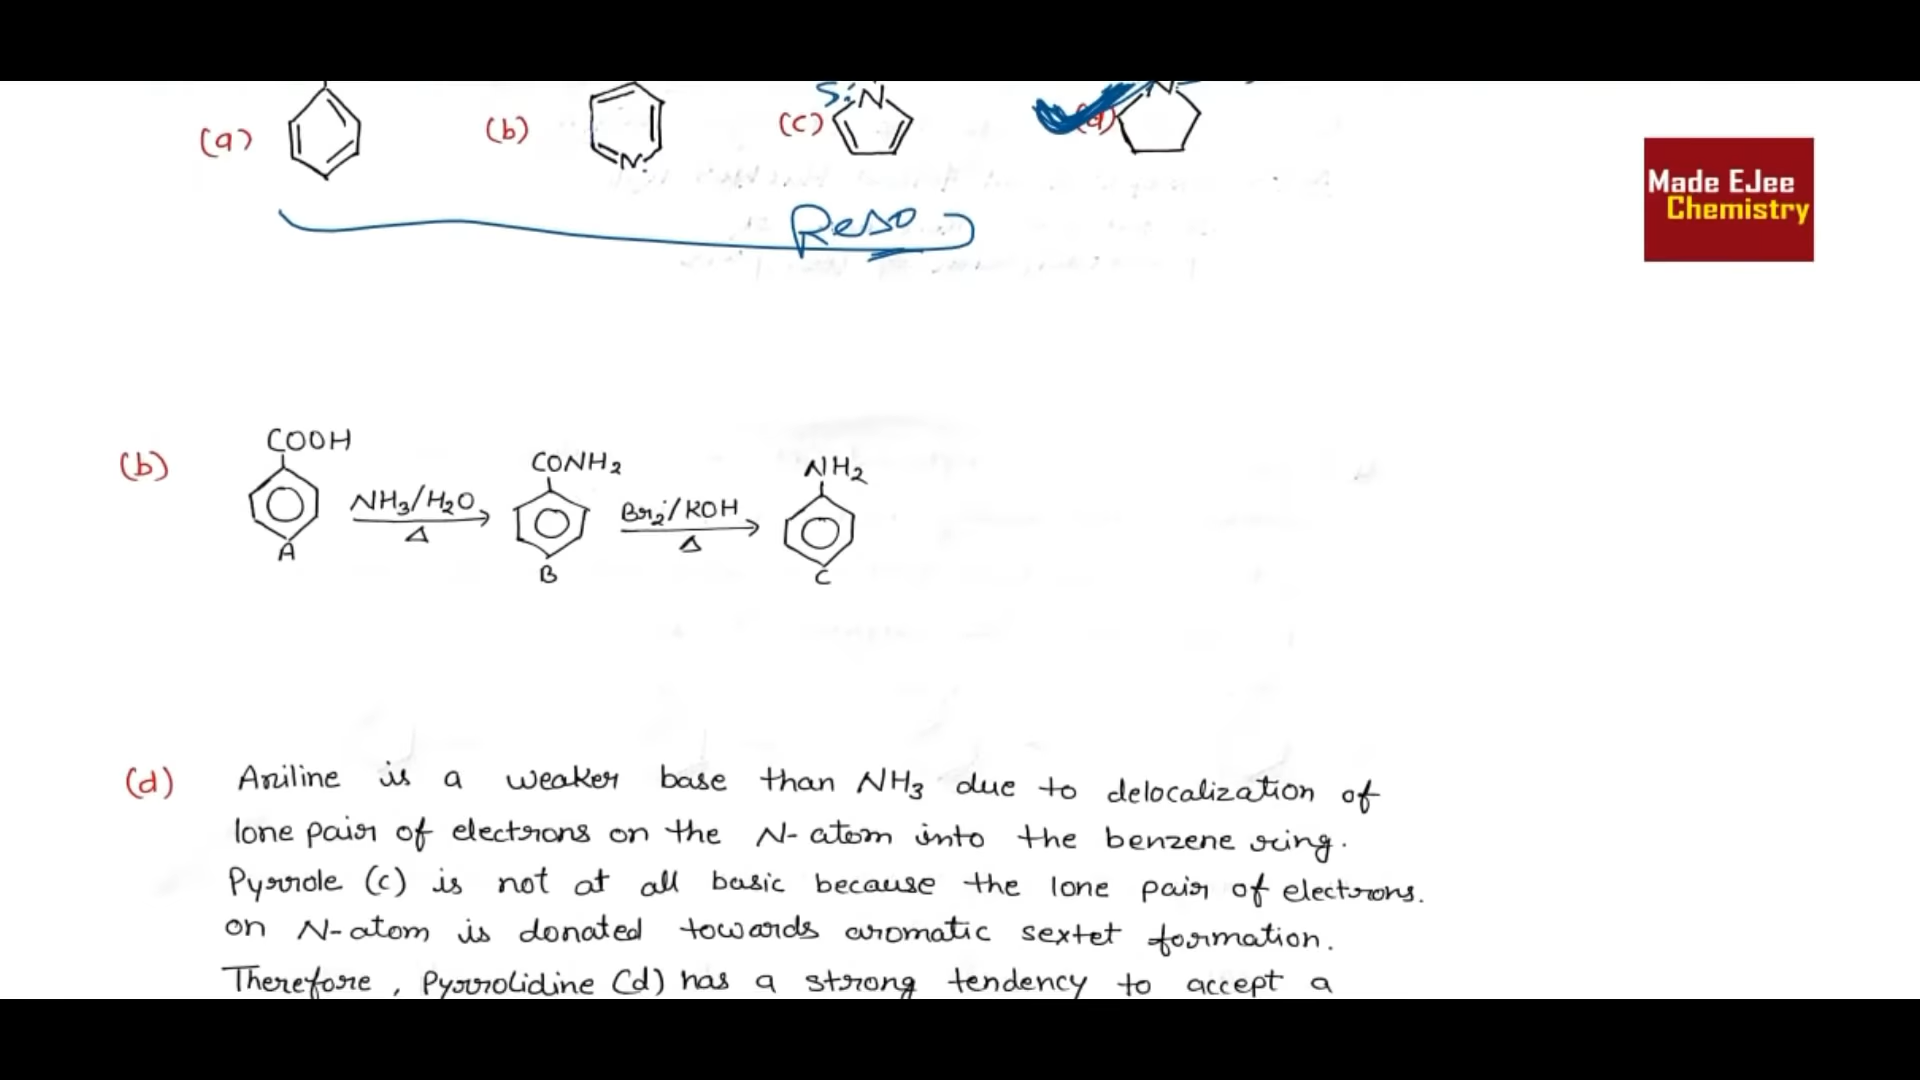 S:
N
(a)
(b)
N:
(c)
(d)
Made EJee
Chemistry
Reso
COOH
(b)
CONH₂
NH₂
NH₃/H₂O
Δ
Br₂/KOH
Δ
A
B
C
(d) Aniline is a weaker base than NH₃ due to delocalization of
lone pair of electrons on the N-atom into the benzene ring.
Pyrrole (c) is not at all basic because the lone pair of electrons.
on N-atom is donated towards aromatic sextet formation.
Therefore, Pyrrolidine (d) has a strong tendency to accept a